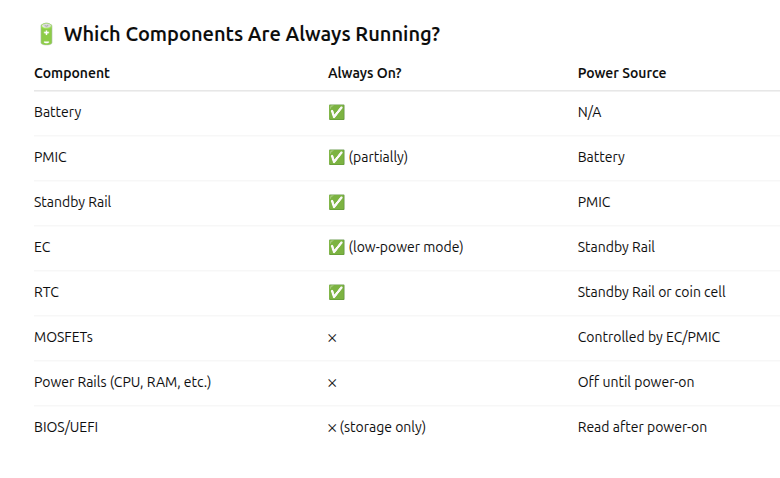 🔋 Which Components Are Always Running?
Component Always On? Power Source
Battery ✅ N/A
PMIC ✅ (partially) Battery
Standby Rail ✅ PMIC
EC ✅ (low-power mode) Standby Rail
RTC ✅ Standby Rail or coin cell
MOSFETs × Controlled by EC/PMIC
Power Rails (CPU, RAM, etc.) × Off until power-on
BIOS/UEFI × (storage only) Read after power-on